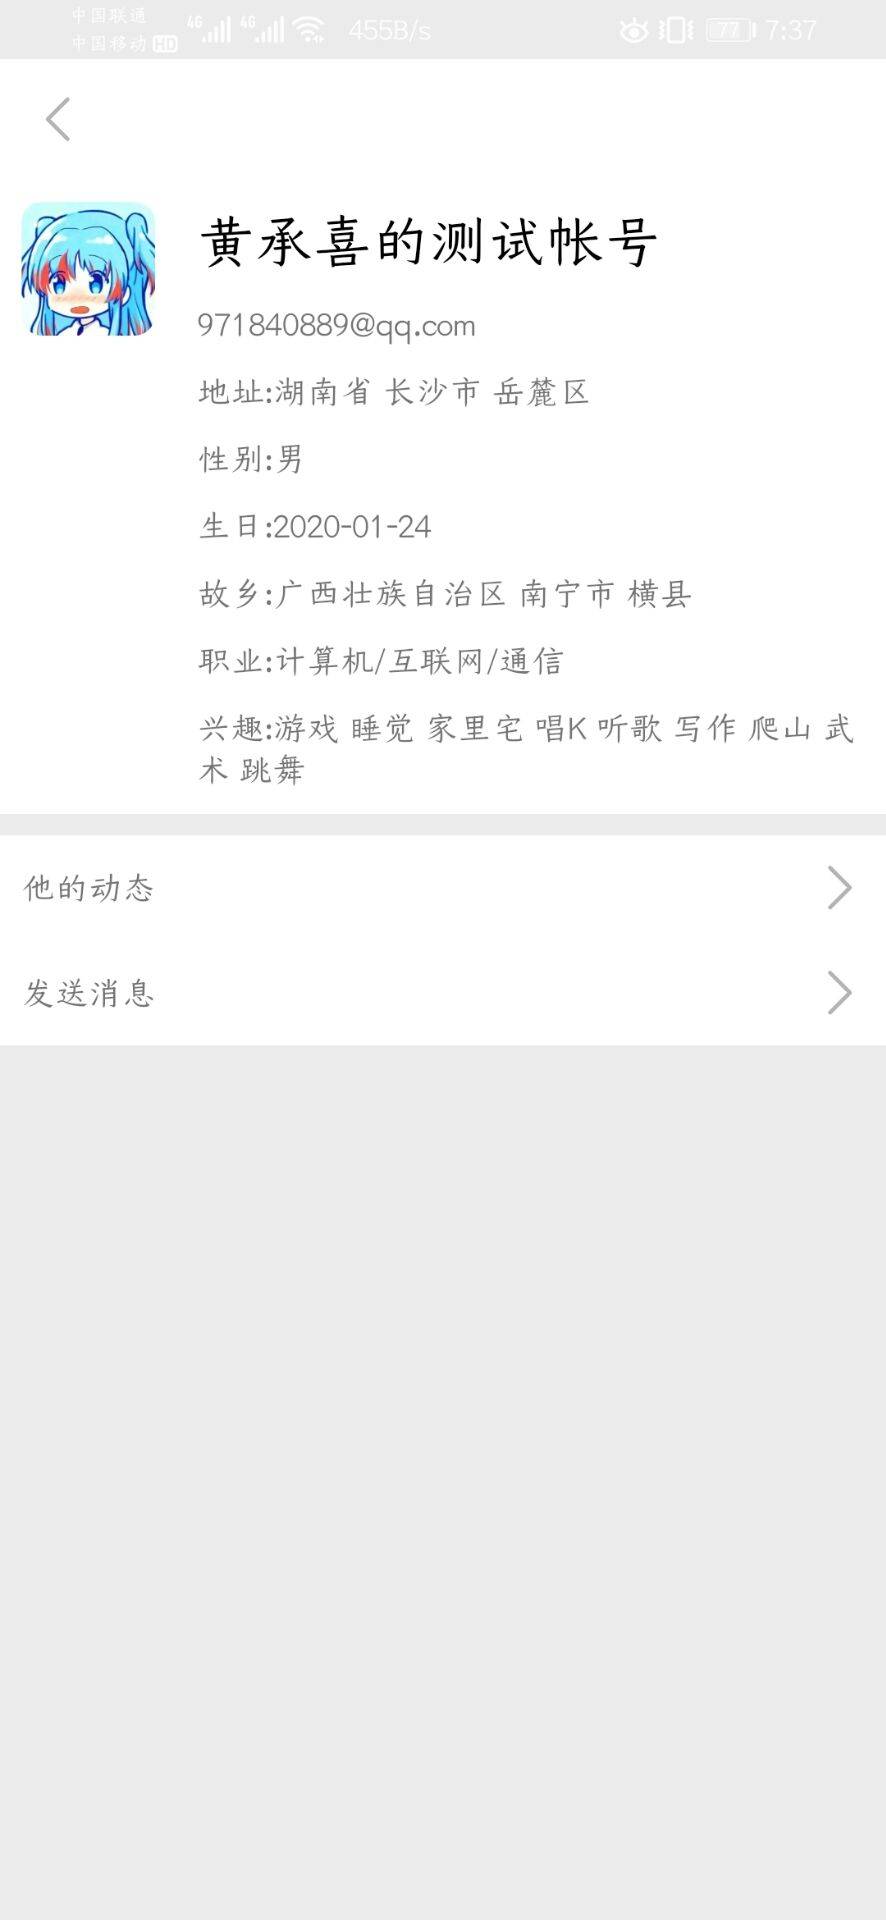 中国联通
中国移动 HD 4G 4G 455B/s 77 7:37
黄承喜的测试帐号
971840889@qq.com
地址:湖南省 长沙市 岳麓区
性别:男
生日:2020-01-24
故乡:广西壮族自治区 南宁市 横县
职业:计算机/互联网/通信
兴趣:游戏 睡觉 家里宅 唱K 听歌 写作 爬山 武
术 跳舞
他的动态
发送消息